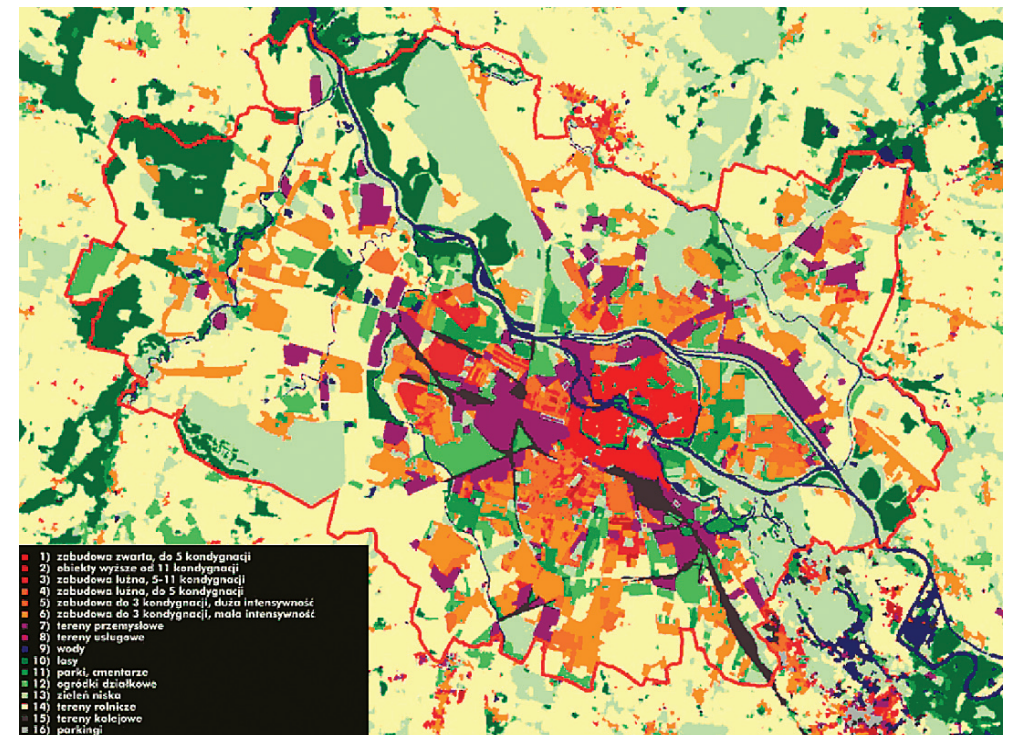 1) zabudowa zwarta, do 5 kondygnacji
2) obiekty wyższe od 11 kondygnacji
3) zabudowa luźna, 5-11 kondygnacji
4) zabudowa luźna, do 5 kondygnacji
5) zabudowa do 3 kondygnacji, duża intensywność
6) zabudowa do 3 kondygnacji, mała intensywność
7) tereny przemysłowe
8) tereny usługowe
9) wody
10) lasy
11) parki, cmentarze
12) ogródki działkowe
13) zieleń niska
14) tereny rolnicze
15) tereny kolejowe
16) parkingi